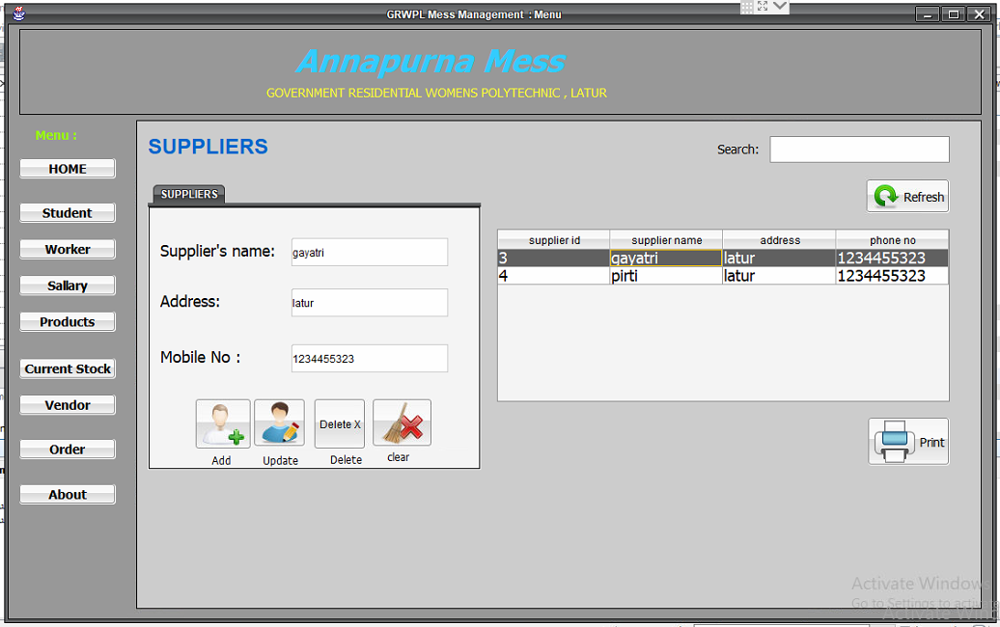 GRWPL Mess Management : Menu
Annapurna Mess
GOVERNMENT RESIDENTIAL WOMENS POLYTECHNIC , LATUR
Menu :
HOME
Student
Worker
Sallary
Products
Current Stock
Vendor
Order
About
SUPPLIERS
Search:
Refresh
SUPPLIERS
Supplier's name: gayatri
Address: latur
Mobile No : 1234455323
Delete X
Add Update Delete clear
supplier id supplier name address phone no
3 gayatri latur 1234455323
4 pirti latur 1234455323
Print
Activate Windows
Go to Settings to activate
Activate Wind